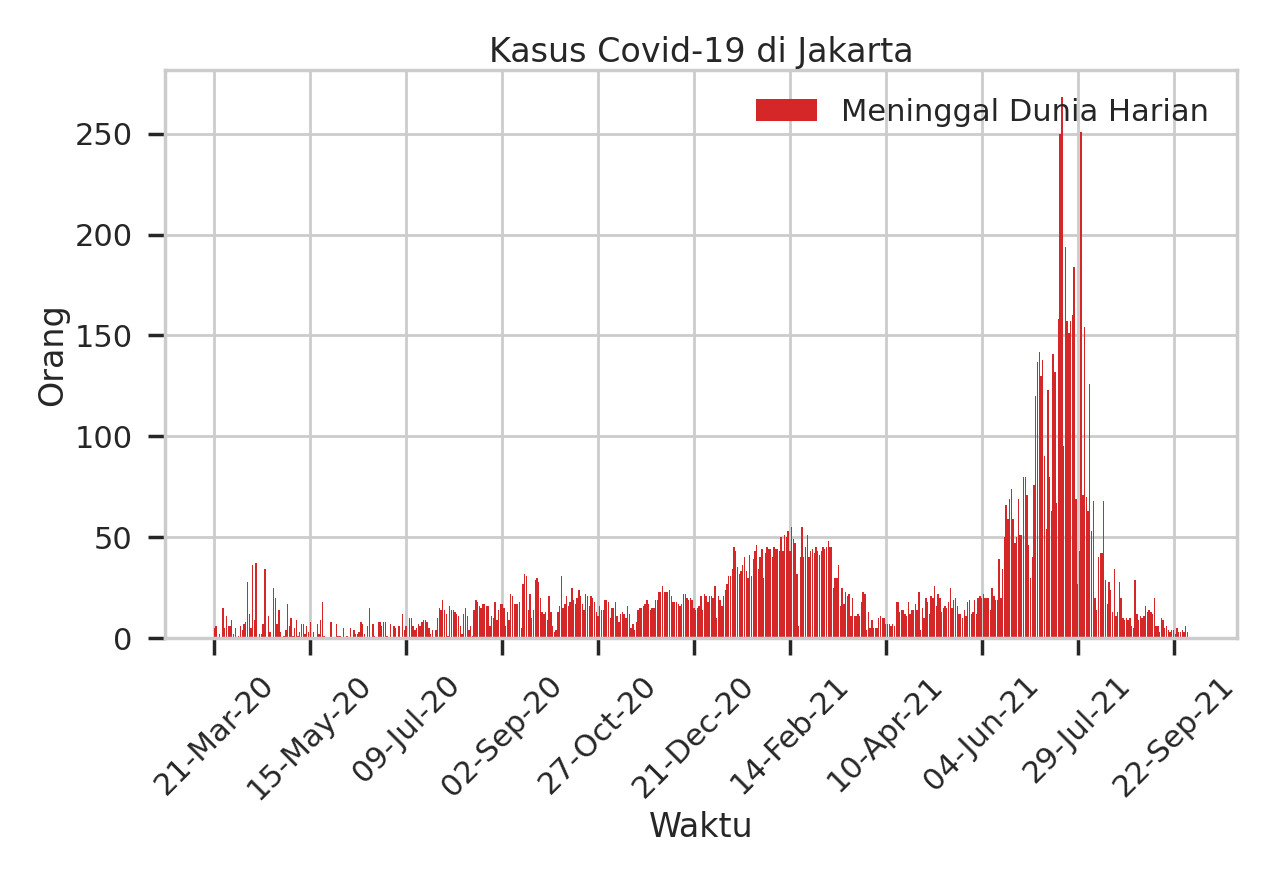 Kasus Covid-19 di Jakarta
Meninggal Dunia Harian
250
200
150
100
50
0
Orang
21-Mar-20
15-May-20
09-Jul-20
02-Sep-20
27-Oct-20
21-Dec-20
14-Feb-21
10-Apr-21
04-Jun-21
29-Jul-21
22-Sep-21
Waktu